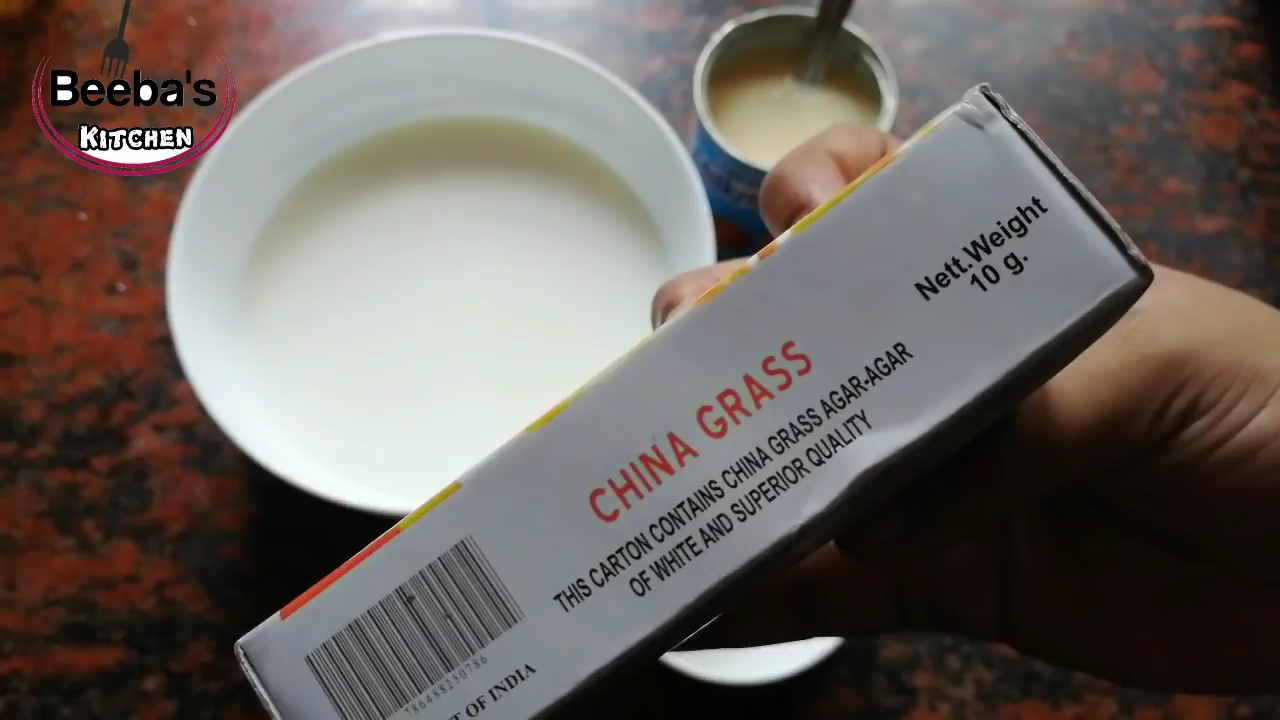 Beeba's
KITCHEN
Nett.Weight
10 g.
CHINA GRASS
THIS CARTON CONTAINS CHINA GRASS AGAR-AGAR
OF WHITE AND SUPERIOR QUALITY
OF INDIA